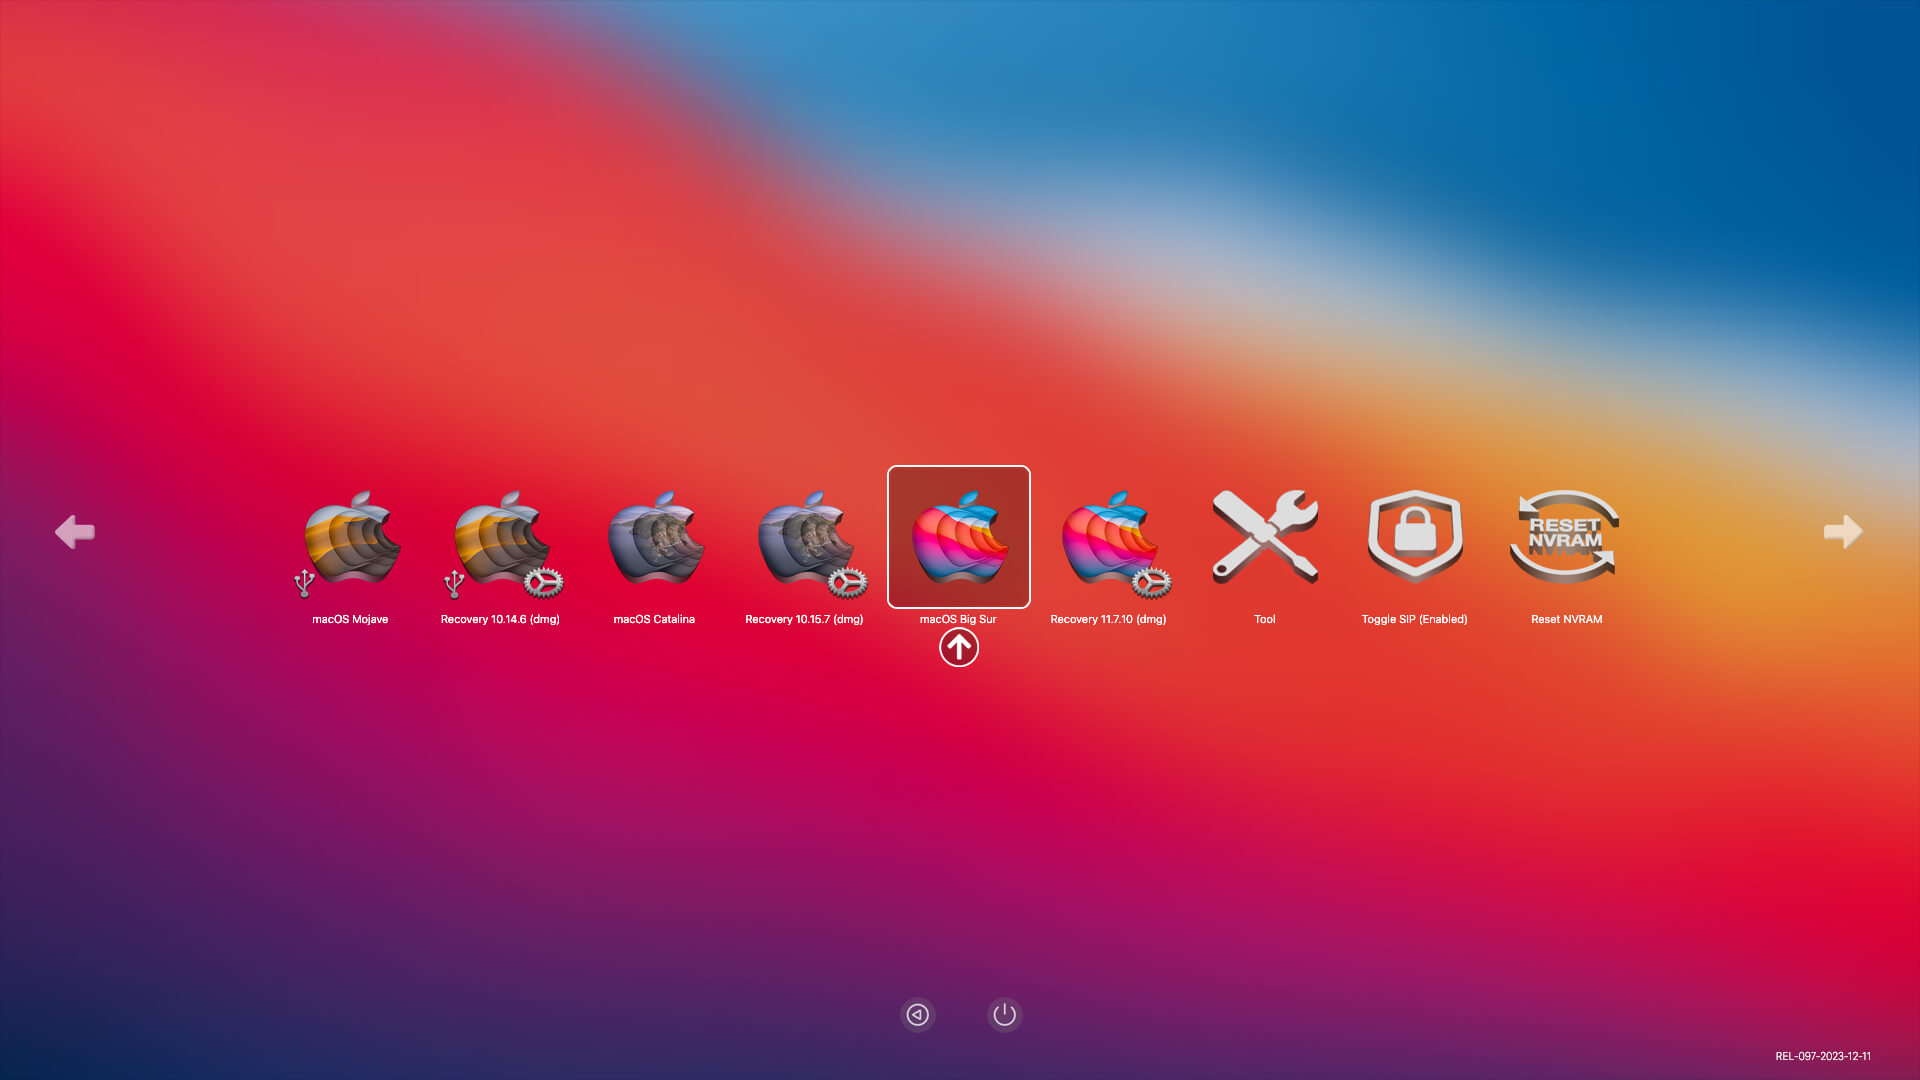 RESET
NVRAM
macOS Mojave
Recovery 10.14.6 (dmg)
macOS Catalina
Recovery 10.15.7 (dmg)
macOS Big Sur
Recovery 11.7.10 (dmg)
Tool
Toggle SIP (Enabled)
Reset NVRAM
REL-097-2023-12-11